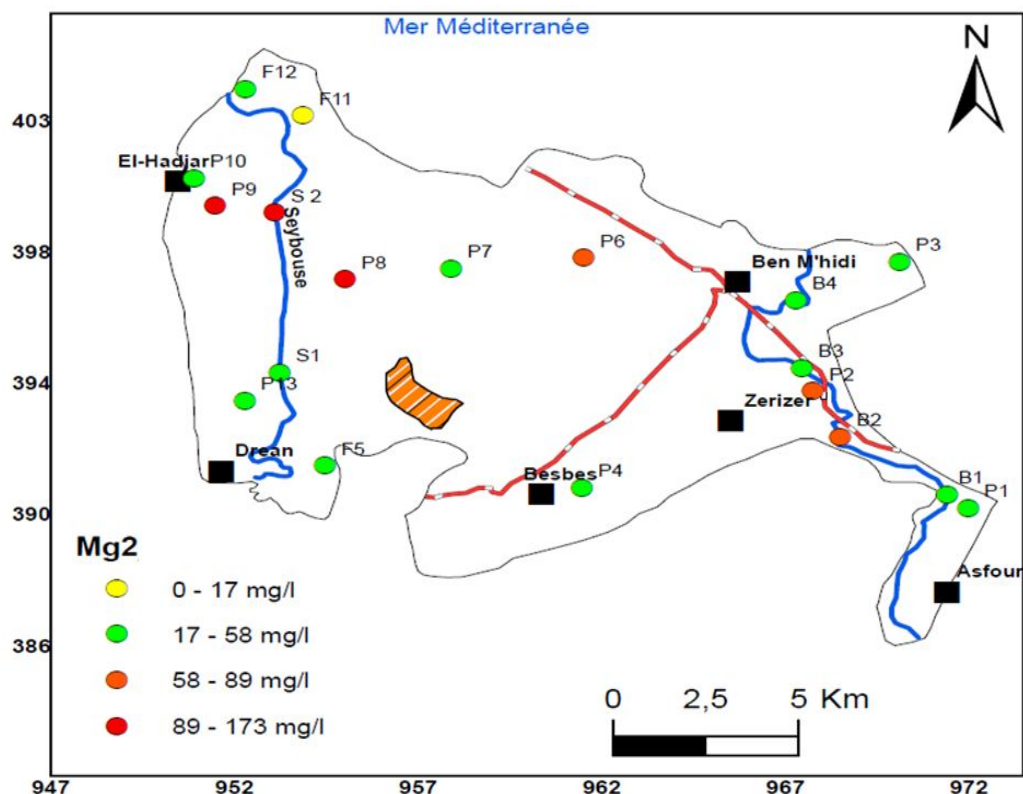 Mer Méditerranée
N
F12
F11
403
El-Hadjar
P10
P9
S 2
Seybouse
398
P8
P7
P6
Ben M'hidi
P3
B4
S1
P13
394
B3
P2
Zerizer
B2
Drean
F5
Besbes
P4
B1
P1
390
Asfour
Mg2
0 - 17 mg/l
17 - 58 mg/l
58 - 89 mg/l
89 - 173 mg/l
386
0 2,5 5 Km
947 952 957 962 967 972